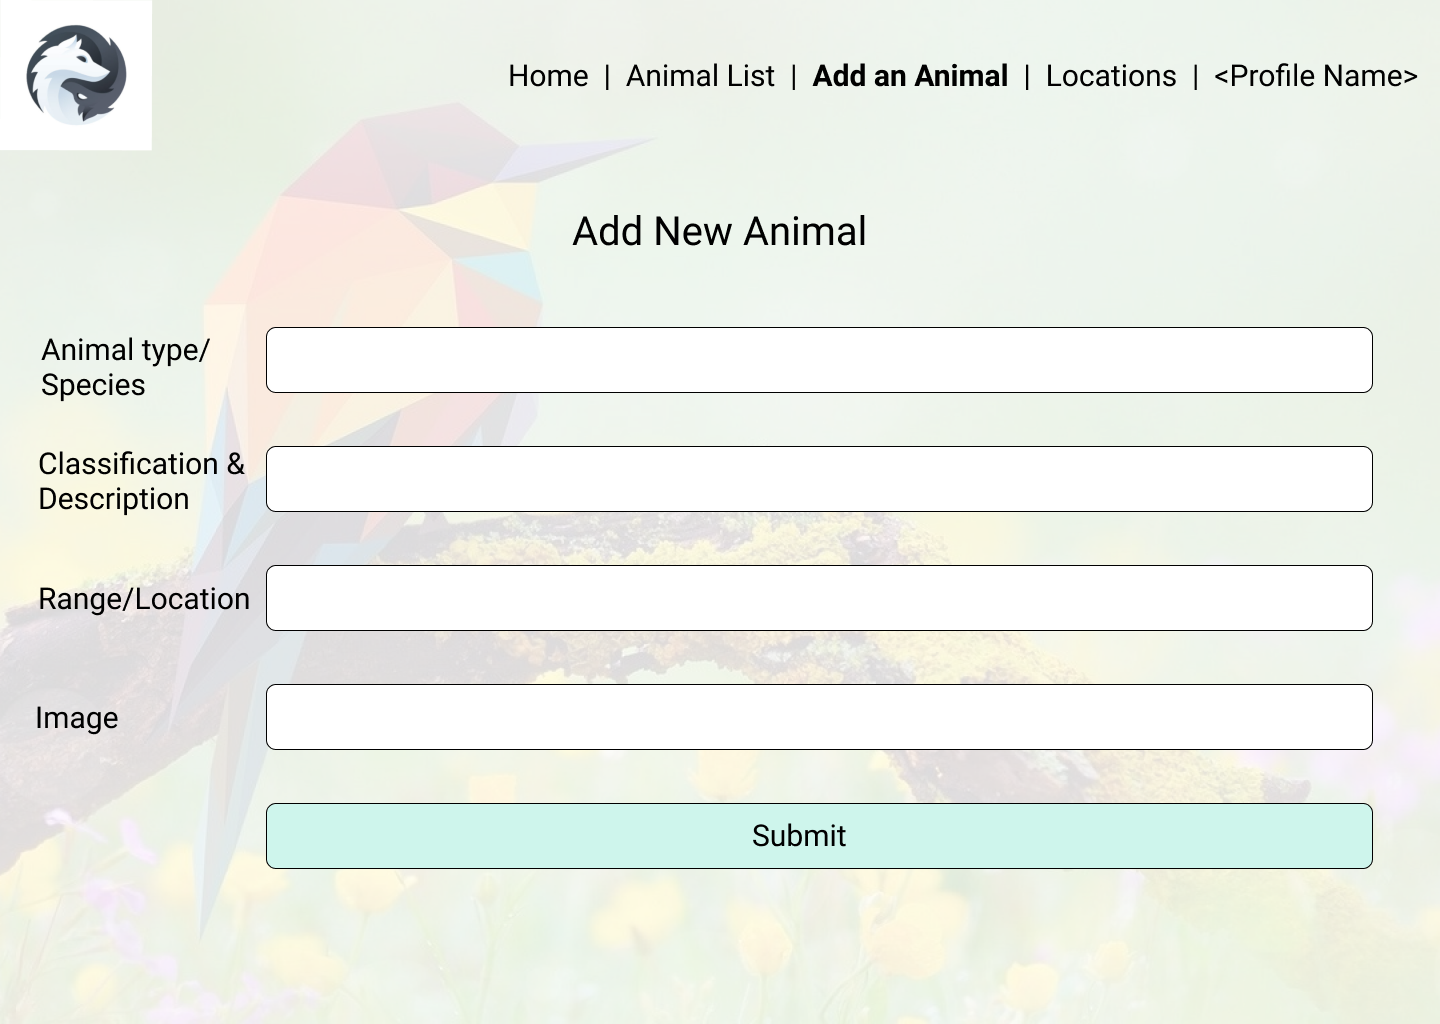 Home | Animal List | Add an Animal | Locations | <Profile Name>
Add New Animal
Animal type/
Species
Classification &
Description
Range/Location
Image
Submit